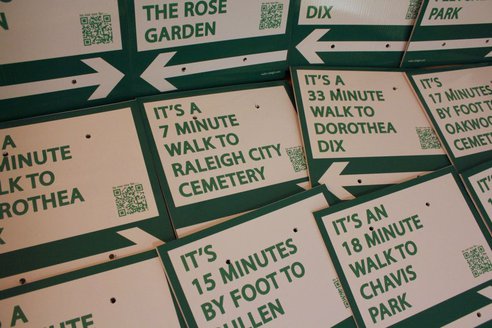 THE ROSE
GARDEN
DIX
PARK
IT'S A
7 MINUTE
WALK TO
RALEIGH CITY
CEMETERY
IT'S A
33 MINUTE
WALK TO
DOROTHEA
DIX
IT'S
17 MINUTES
BY FOOT TO
MINUTE
WALK TO
IT'S
15 MINUTES
BY FOOT TO
IT'S AN
18 MINUTE
WALK TO
CHAVIS
PARK